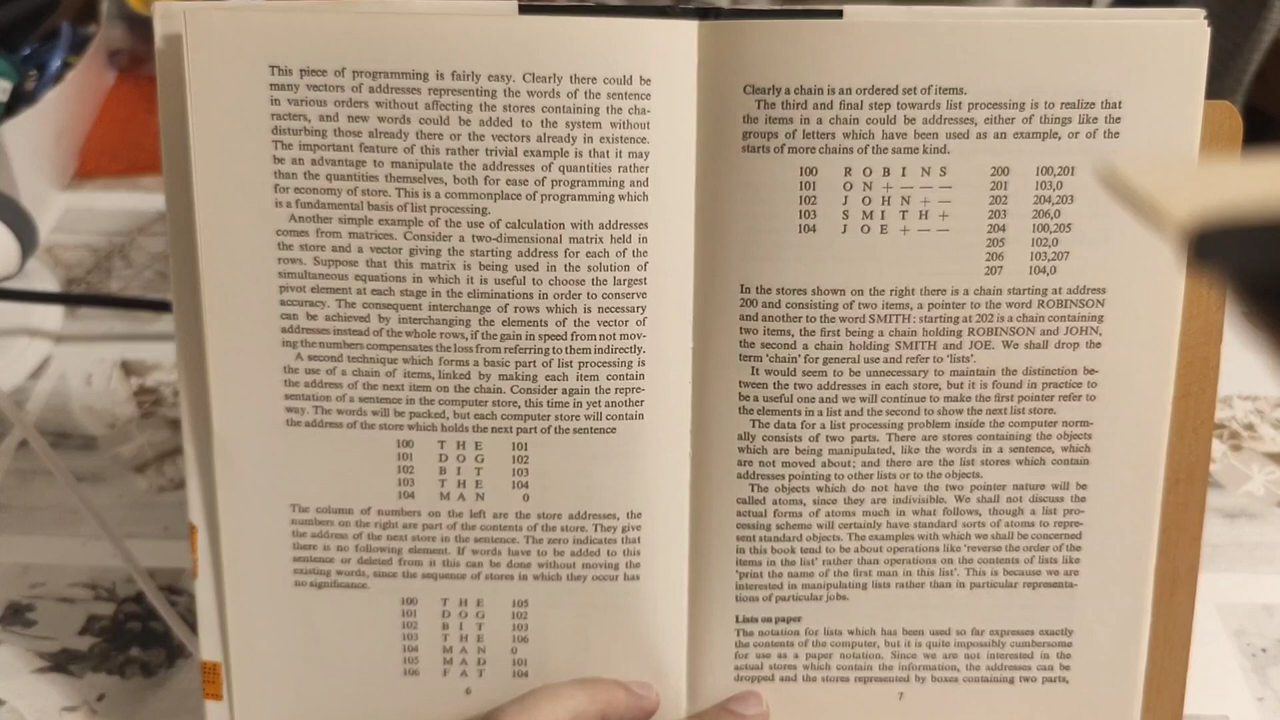 This piece of programming is fairly easy. Clearly there could be
many vectors of addresses representing the words of the sentence
in various orders without affecting the stores containing the cha-
racters, and new words could be added to the system without
disturbing those already there or the vectors already in existence.
The important feature of this rather trivial example is that it may
be an advantage to manipulate the addresses of quantities rather
than the quantities themselves, both for ease of programming and
for economy of store. This is a commonplace of programming which
is a fundamental basis of list processing.
Another simple example of the use of calculation with addresses
comes from matrices. Consider a two-dimensional matrix held in
the store and a vector giving the starting address for each of the
rows. Suppose that this matrix is being used in the solution of
simultaneous equations in which it is useful to choose the largest
pivot element at each stage in the eliminations in order to conserve
accuracy. The consequent interchange of rows which is necessary
can be achieved by interchanging the elements of the vector of
addresses instead of the whole rows, if the gain in speed from not mov-
ing the numbers compensates the loss from referring to them indirectly.
A second technique which forms a basic part of list processing is
the use of a chain of items, linked by making each item contain
the address of the next item on the chain. Consider again the repre-
sentation of a sentence in the computer store, this time in yet another
way. The words will be packed, but each computer store will contain
the address of the store which holds the next part of the sentence
100 T H E 101
101 D O G 102
102 B I T 103
103 T H E 104
104 M A N 0
The column of numbers on the left are the store addresses, the
numbers on the right are part of the contents of the store. They give
the address of the next store in the sentence. The zero indicates that
there is no following element. If words have to be added to this
sentence or deleted from it this can be done without moving the
existing words, since the sequence of stores in which they occur has
no significance.
100 T H E 105
101 D O G 102
102 B I T 103
103 T H E 106
104 M A N 0
105 M A D 101
106 F A T 104
6
Clearly a chain is an ordered set of items.
The third and final step towards list processing is to realize that
the items in a chain could be addresses, either of things like the
groups of letters which have been used as an example, or of the
starts of more chains of the same kind.
100 R O B I N S 200 100,201
101 O N + — — — 201 103,0
102 J O H N + — 202 204,203
103 S M I T H + 203 206,0
104 J O E + — — 204 100,205
205 102,0
206 103,207
207 104,0
In the stores shown on the right there is a chain starting at address
200 and consisting of two items, a pointer to the word ROBINSON
and another to the word SMITH: starting at 202 is a chain containing
two items, the first being a chain holding ROBINSON and JOHN,
the second a chain holding SMITH and JOE. We shall drop the
term 'chain' for general use and refer to 'lists'.
It would seem to be unnecessary to maintain the distinction be-
tween the two addresses in each store, but it is found in practice to
be a useful one and we will continue to make the first pointer refer to
the elements in a list and the second to show the next list store.
The data for a list processing problem inside the computer norm-
ally consists of two parts. There are stores containing the objects
which are being manipulated, like the words in a sentence, which
are not moved about; and there are the list stores which contain
addresses pointing to other lists or to the objects.
The objects which do not have the two pointer nature will be
called atoms, since they are indivisible. We shall not discuss the
actual forms of atoms much in what follows, though a list pro-
cessing scheme will certainly have standard sorts of atoms to repre-
sent standard objects. The examples with which we shall be concerned
in this book tend to be about operations like 'reverse the order of the
items in the list' rather than operations on the contents of lists like
'print the name of the first man in this list'. This is because we are
interested in manipulating lists rather than in particular representa-
tions of particular jobs.
Lists on paper
The notation for lists which has been used so far expresses exactly
the contents of the computer, but it is quite impossibly cumbersome
for use as a paper notation. Since we are not interested in the
actual stores which contain the information, the addresses can be
dropped and the stores represented by boxes containing two parts,
7